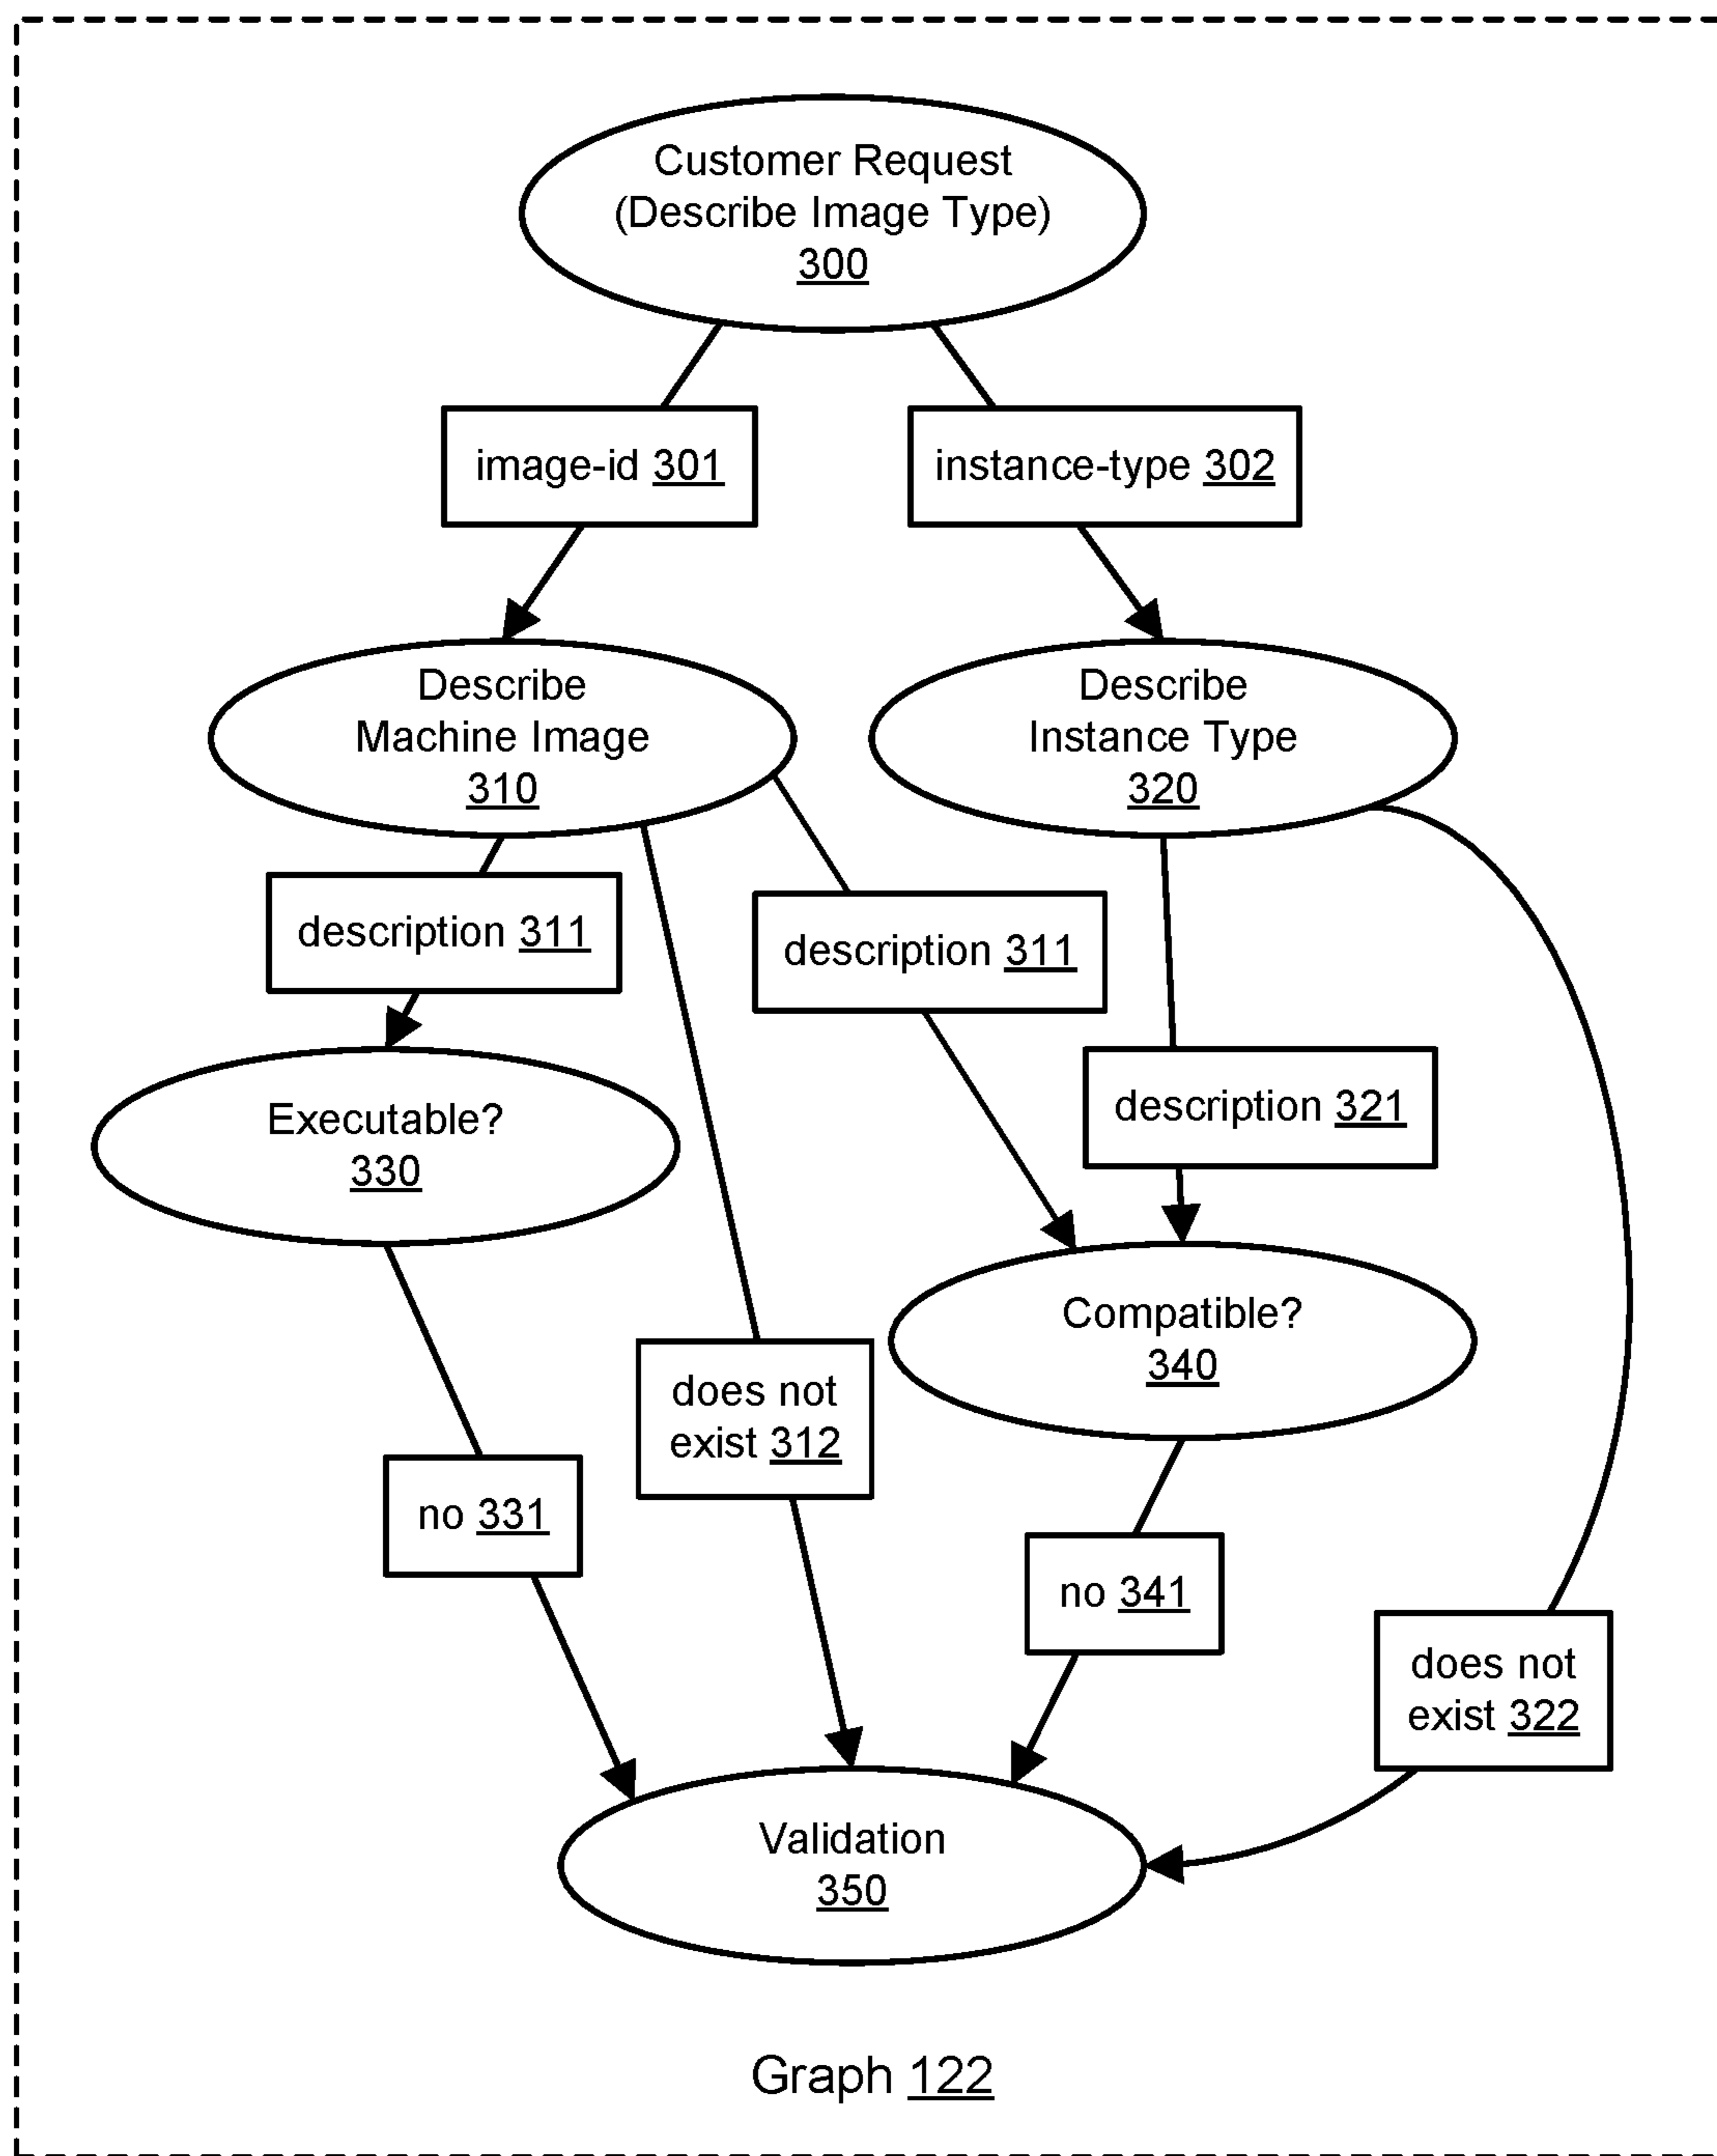 Customer Request
(Describe Image Type)
300
image-id 301
instance-type 302
Describe
Machine Image
310
Describe
Instance Type
320
description 311
description 311
description 321
Executable?
330
Compatible?
340
does not
exist 312
no 331
no 341
does not
exist 322
Validation
350
Graph 122